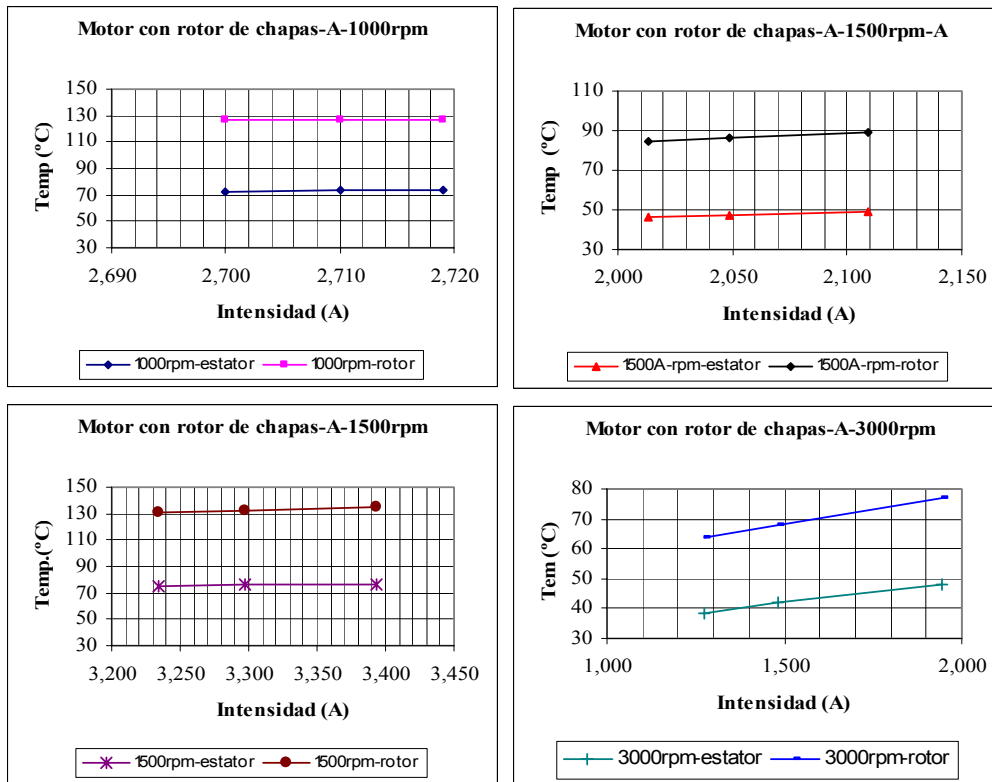 Motor con rotor de chapas-A-1000rpm
150
130
110
90
70
50
30
Temp (ºC)
2,690 2,700 2,710 2,720
Intensidad (A)
1000rpm-estator 1000rpm-rotor
Motor con rotor de chapas-A-1500rpm-A
110
90
70
50
30
Temp (ºC)
2,000 2,050 2,100 2,150
Intensidad (A)
1500A-rpm-estator 1500A-rpm-rotor
Motor con rotor de chapas-A-1500rpm
150
130
110
90
70
50
30
Temp.(ºC)
3,200 3,250 3,300 3,350 3,400 3,450
Intensidad (A)
1500rpm-estator 1500rpm-rotor
Motor con rotor de chapas-A-3000rpm
80
70
60
50
40
30
Tem (ºC)
1,000 1,500 2,000
Intensidad (A)
3000rpm-estator 3000rpm-rotor